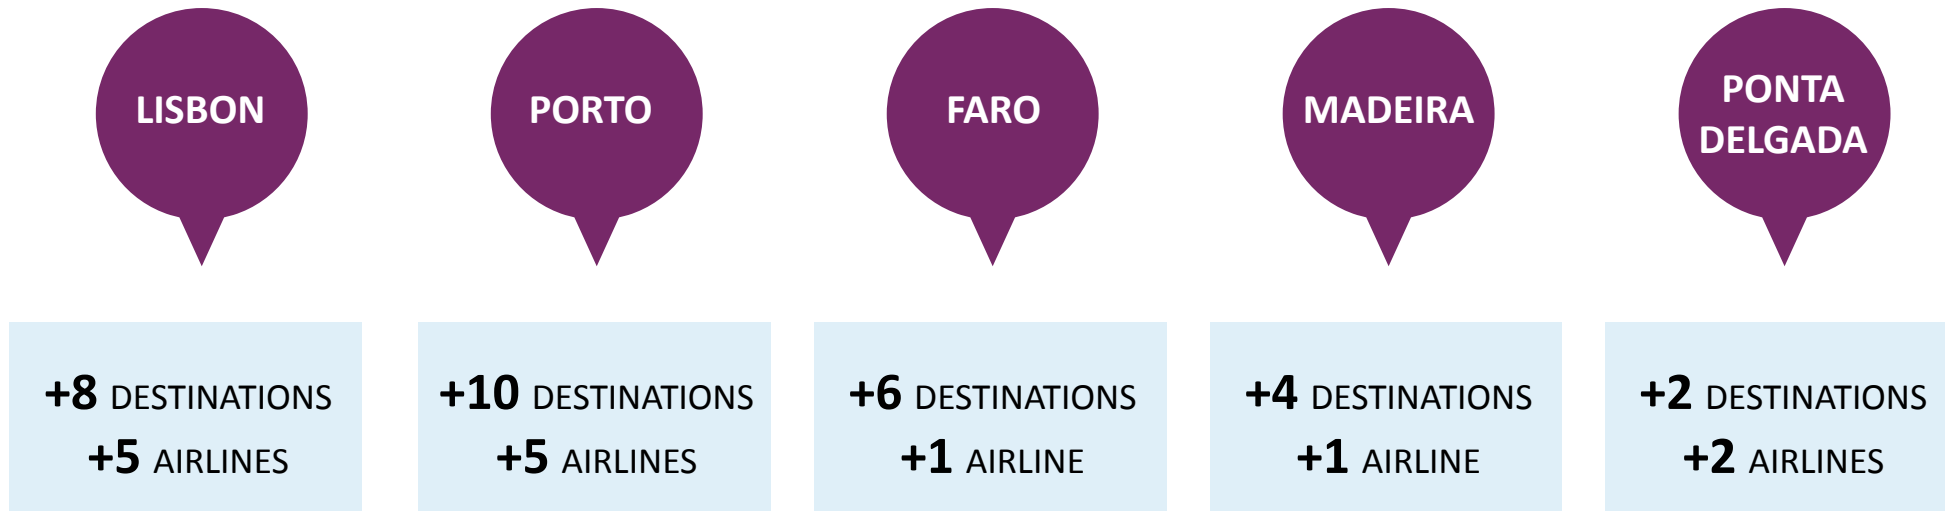 LISBON
PORTO
FARO
MADEIRA
PONTA
DELGADA
+8 DESTINATIONS
+5 AIRLINES
+10 DESTINATIONS
+5 AIRLINES
+6 DESTINATIONS
+1 AIRLINE
+4 DESTINATIONS
+1 AIRLINE
+2 DESTINATIONS
+2 AIRLINES